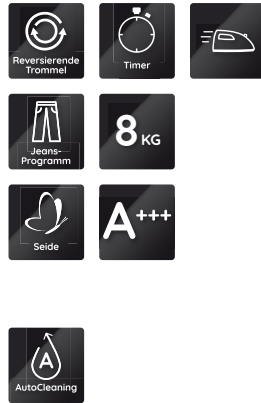 Reversierende
Trommel
Timer
Jeans-
Programm
8 KG
Seide
A+++
A
AutoCleaning